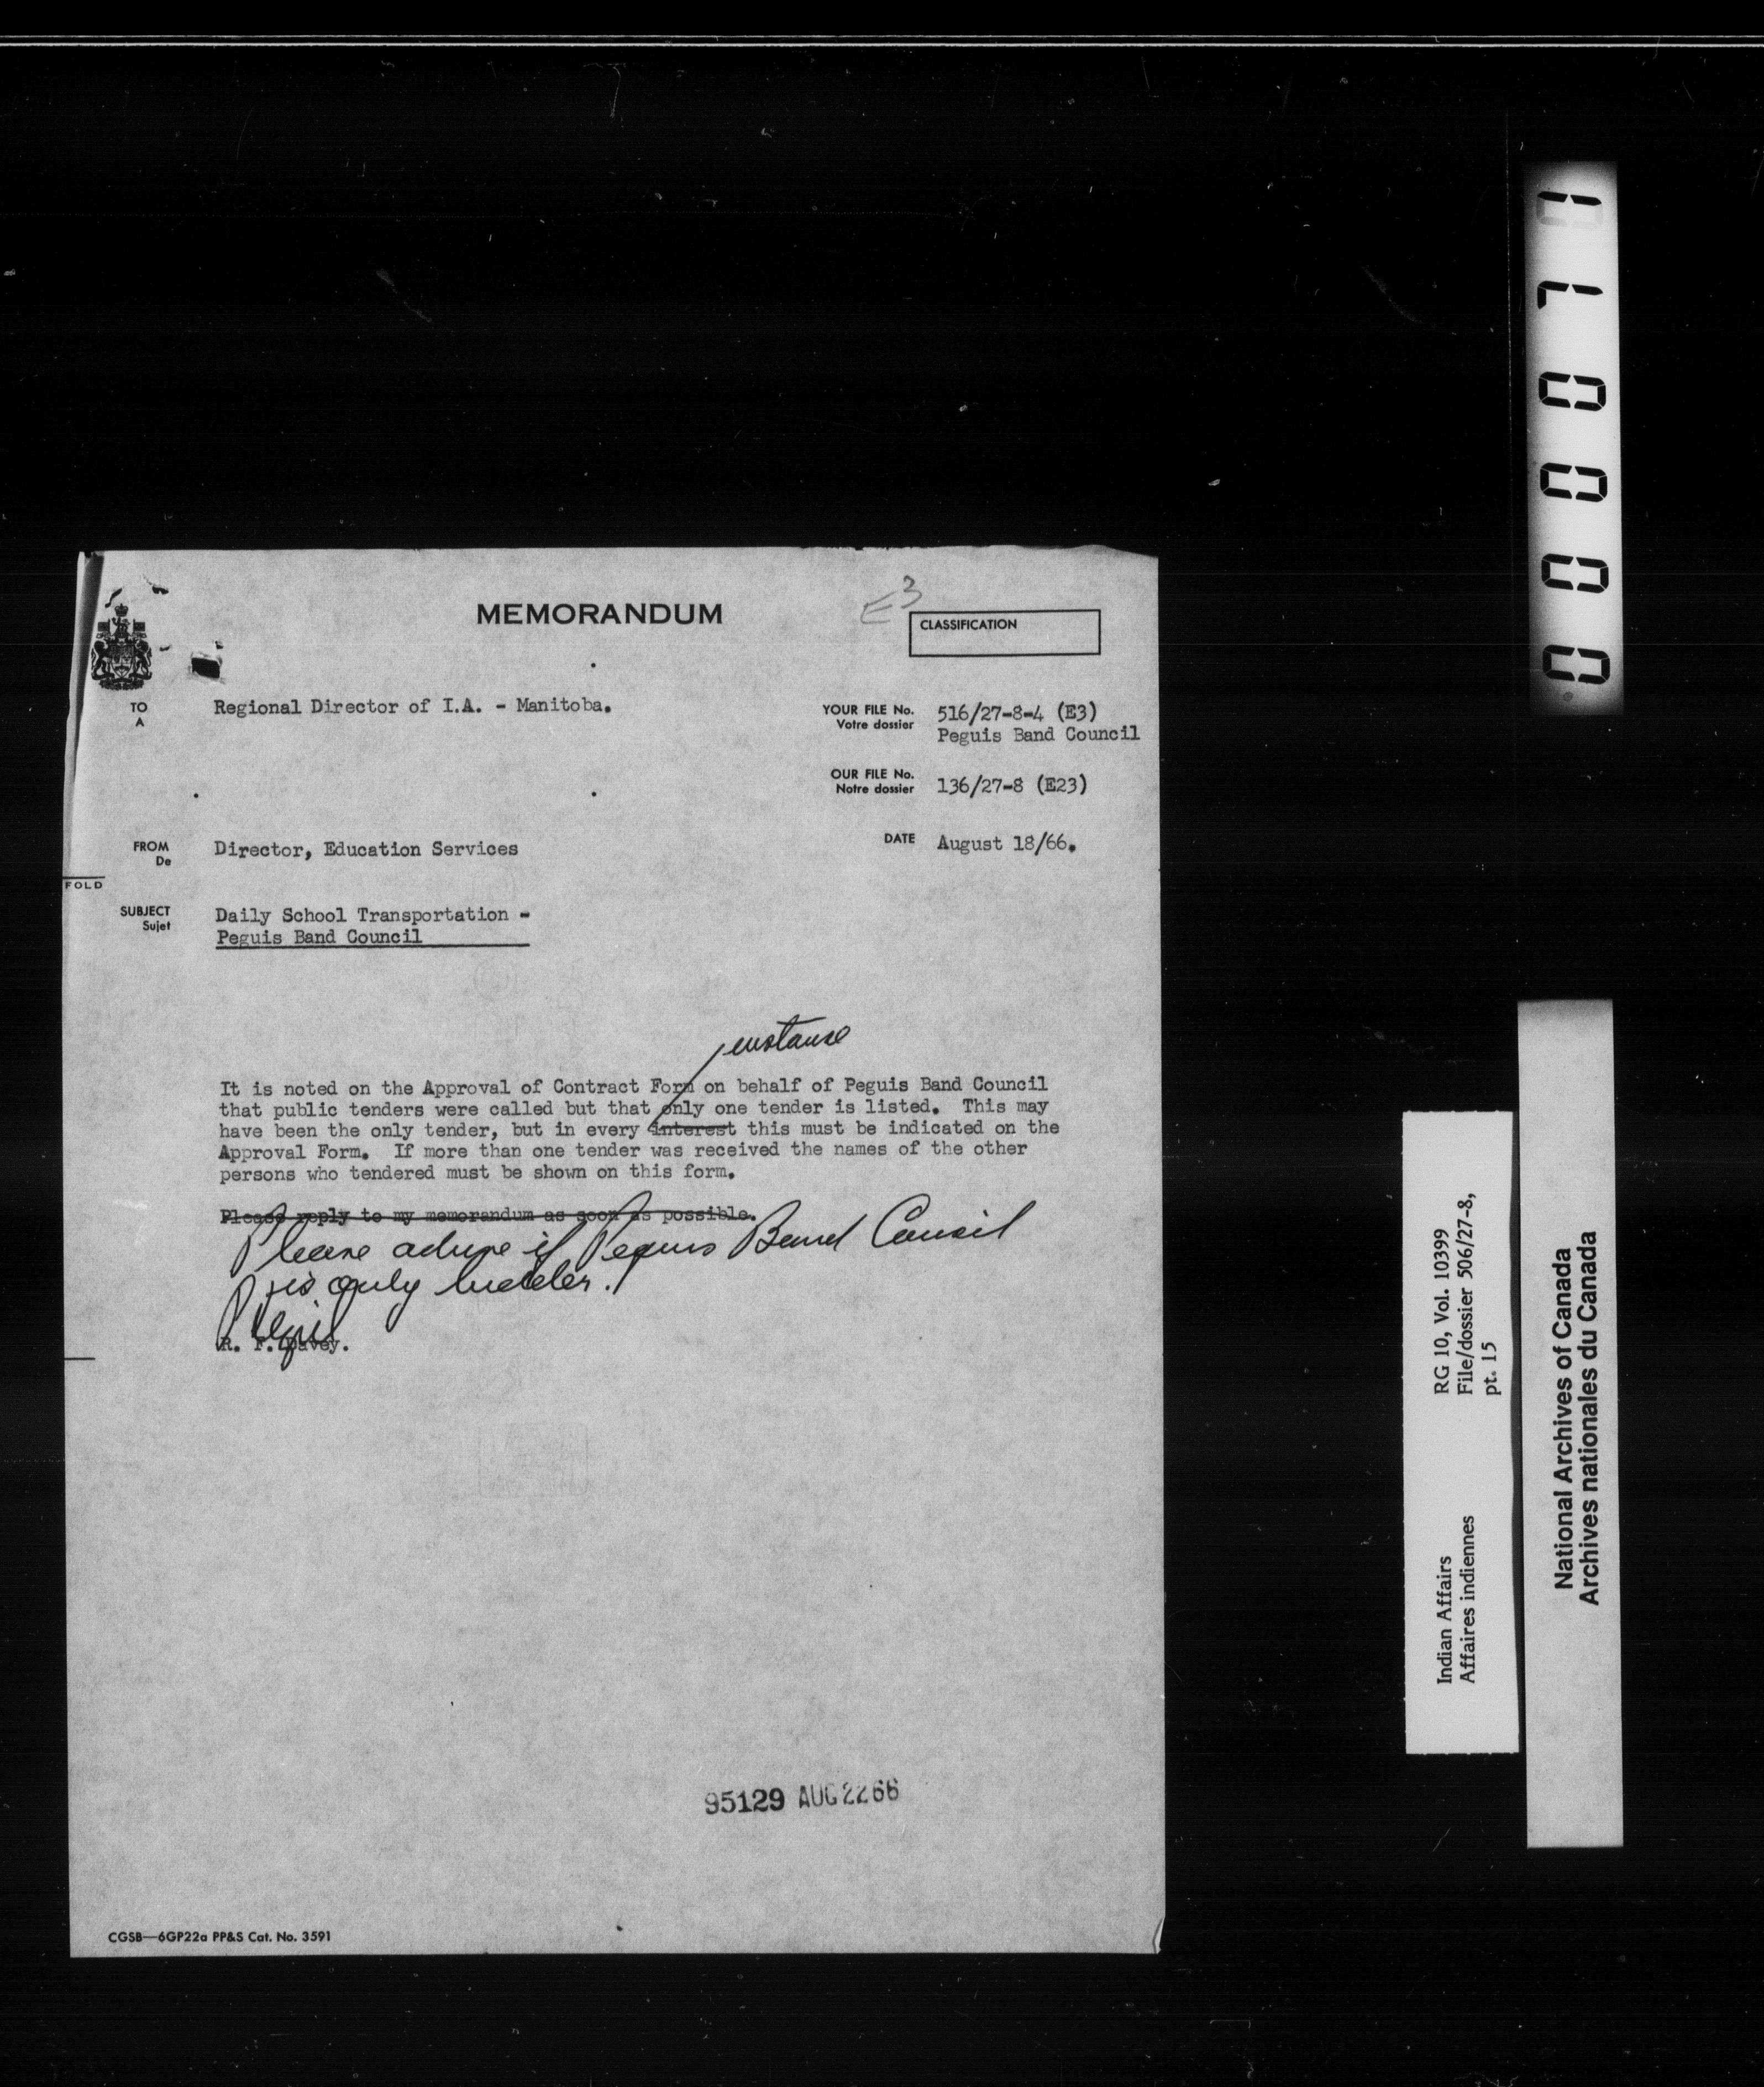 MEMORANDUM
E3
CLASSIFICATION
TO
A
Regional Director of I.A. - Manitoba.
YOUR FILE No.
Votre dossier
516/27-8-4 (E3)
Peguis Band Council
OUR FILE No.
Notre dossier
136/27-8 (E23)
FROM
De
Director, Education Services
DATE
August 18/66.
FOLD
SUBJECT
Sujet
Daily School Transportation -
Peguis Band Council
instance
It is noted on the Approval of Contract Form on behalf of Peguis Band Council
that public tenders were called but that only one tender is listed. This may
have been the only tender, but in every interest this must be indicated on the
Approval Form. If more than one tender was received the names of the other
persons who tendered must be shown on this form.
Please reply to my memorandum as soon as possible.
Please advise if Peguis Band Council
is only bidder.
R. F. Davey.
95129 AUG 22 66
CGSB—6GP22a PP&S Cat. No. 3591
Indian Affairs
Affaires indiennes
RG 10, Vol. 10399
File/dossier 506/27-8,
pt. 15
National Archives of Canada
Archives nationales du Canada